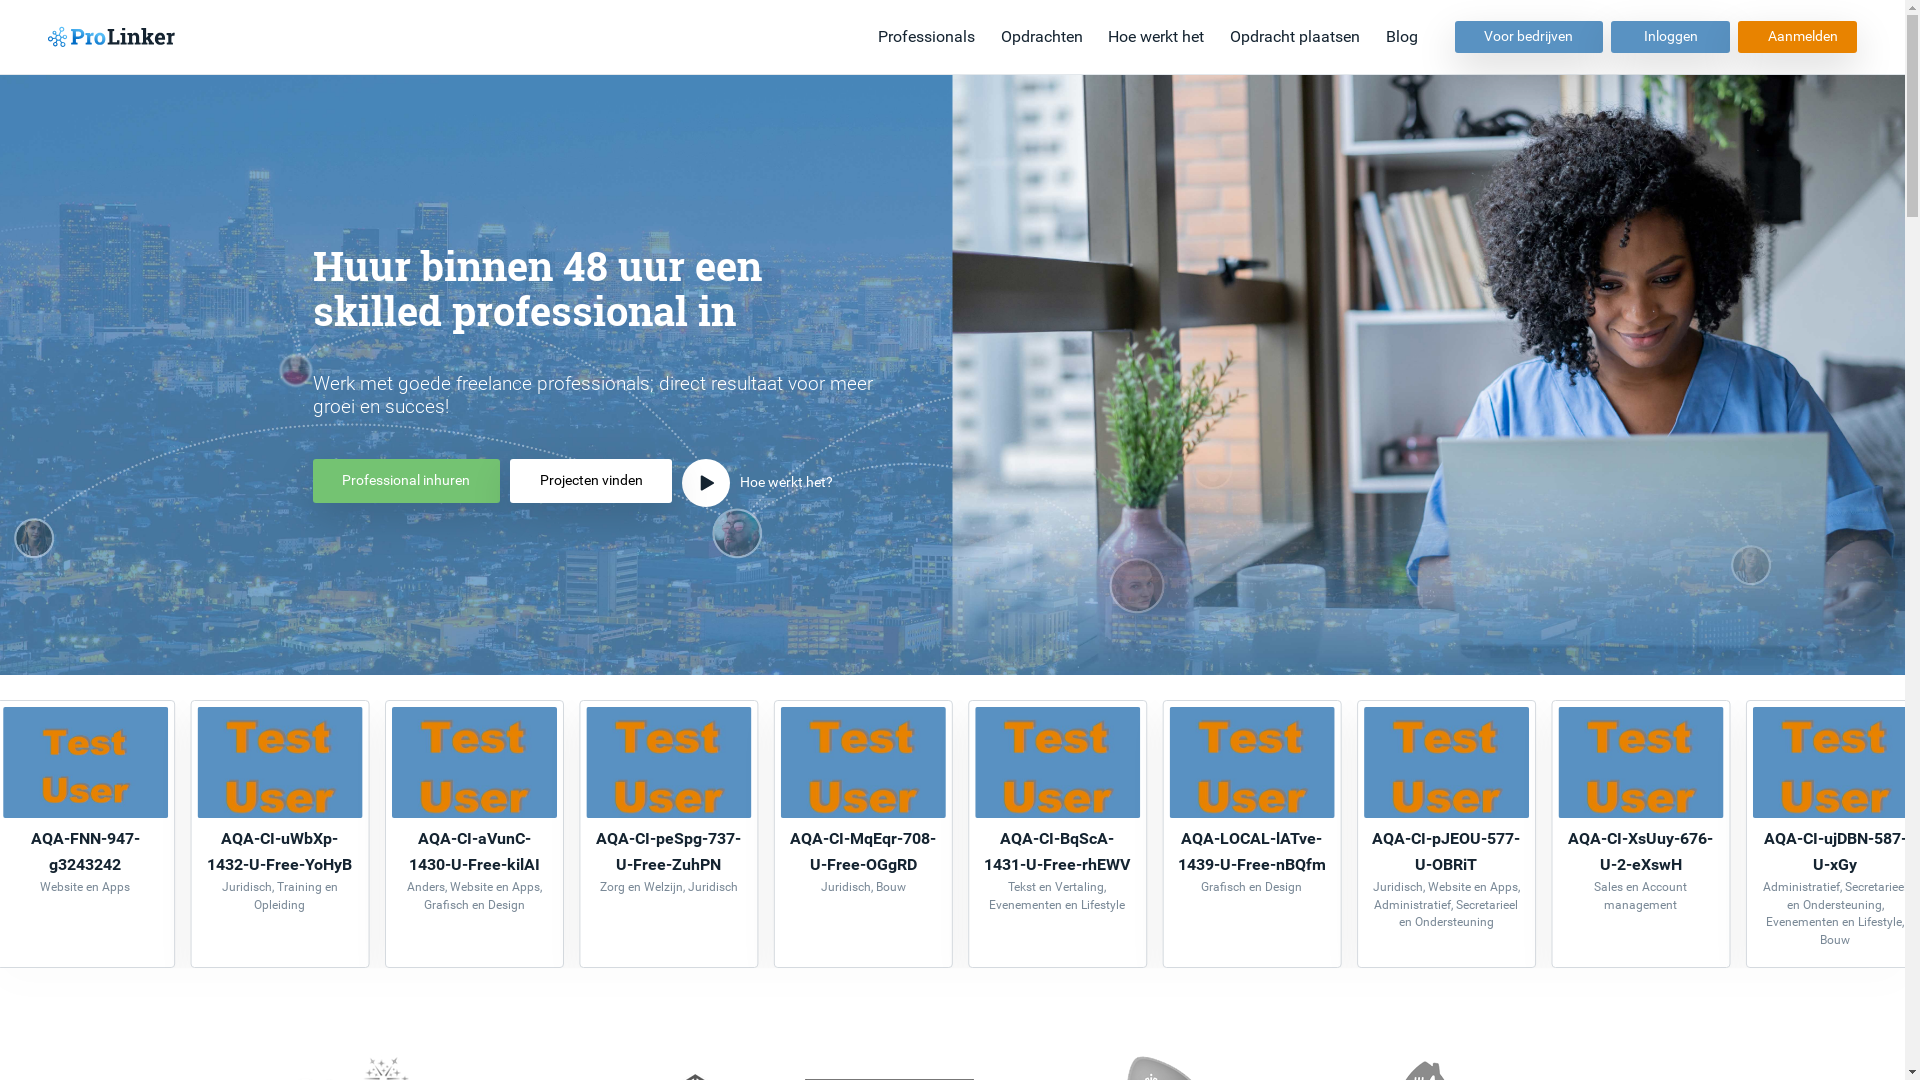 ProLinker
Professionals
Opdrachten
Hoe werkt het
Opdracht plaatsen
Blog
Voor bedrijven
Inloggen
Aanmelden
Huur binnen 48 uur een
skilled professional in
Werk met goede freelance professionals; direct resultaat voor meer
groei en succes!
Professional inhuren
Projecten vinden
Hoe werkt het?
Test
User
AQA-FNN-947-
g3243242
Website en Apps
Test
User
AQA-CI-uWbXp-
1432-U-Free-YoHyB
Juridisch, Training en
Opleiding
Test
User
AQA-CI-aVunC-
1430-U-Free-kilAI
Anders, Website en Apps,
Grafisch en Design
Test
User
AQA-CI-peSpg-737-
U-Free-ZuhPN
Zorg en Welzijn, Juridisch
Test
User
AQA-CI-MqEqr-708-
U-Free-OGgRD
Juridisch, Bouw
Test
User
AQA-CI-BqScA-
1431-U-Free-rhEWV
Tekst en Vertaling,
Evenementen en Lifestyle
Test
User
AQA-LOCAL-lATve-
1439-U-Free-nBQfm
Grafisch en Design
Test
User
AQA-CI-pJEOU-577-
U-OBRiT
Juridisch, Website en Apps,
Administratief, Secretarieel
en Ondersteuning
Test
User
AQA-CI-XsUuy-676-
U-2-eXswH
Sales en Account
management
Test
User
AQA-CI-ujDBN-587-
U-xGy
Administratief, Secretariee
en Ondersteuning,
Evenementen en Lifestyle,
Bouw